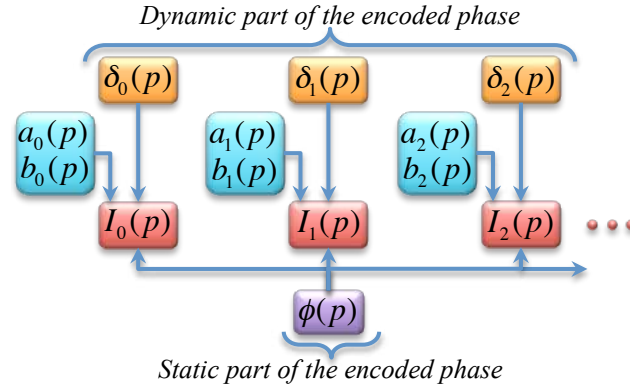 Dynamic part of the encoded phase
δ₀(p) δ₁(p) δ₂(p)
a₀(p) a₁(p) a₂(p)
b₀(p) b₁(p) b₂(p)
I₀(p) I₁(p) I₂(p)
ϕ(p)
Static part of the encoded phase